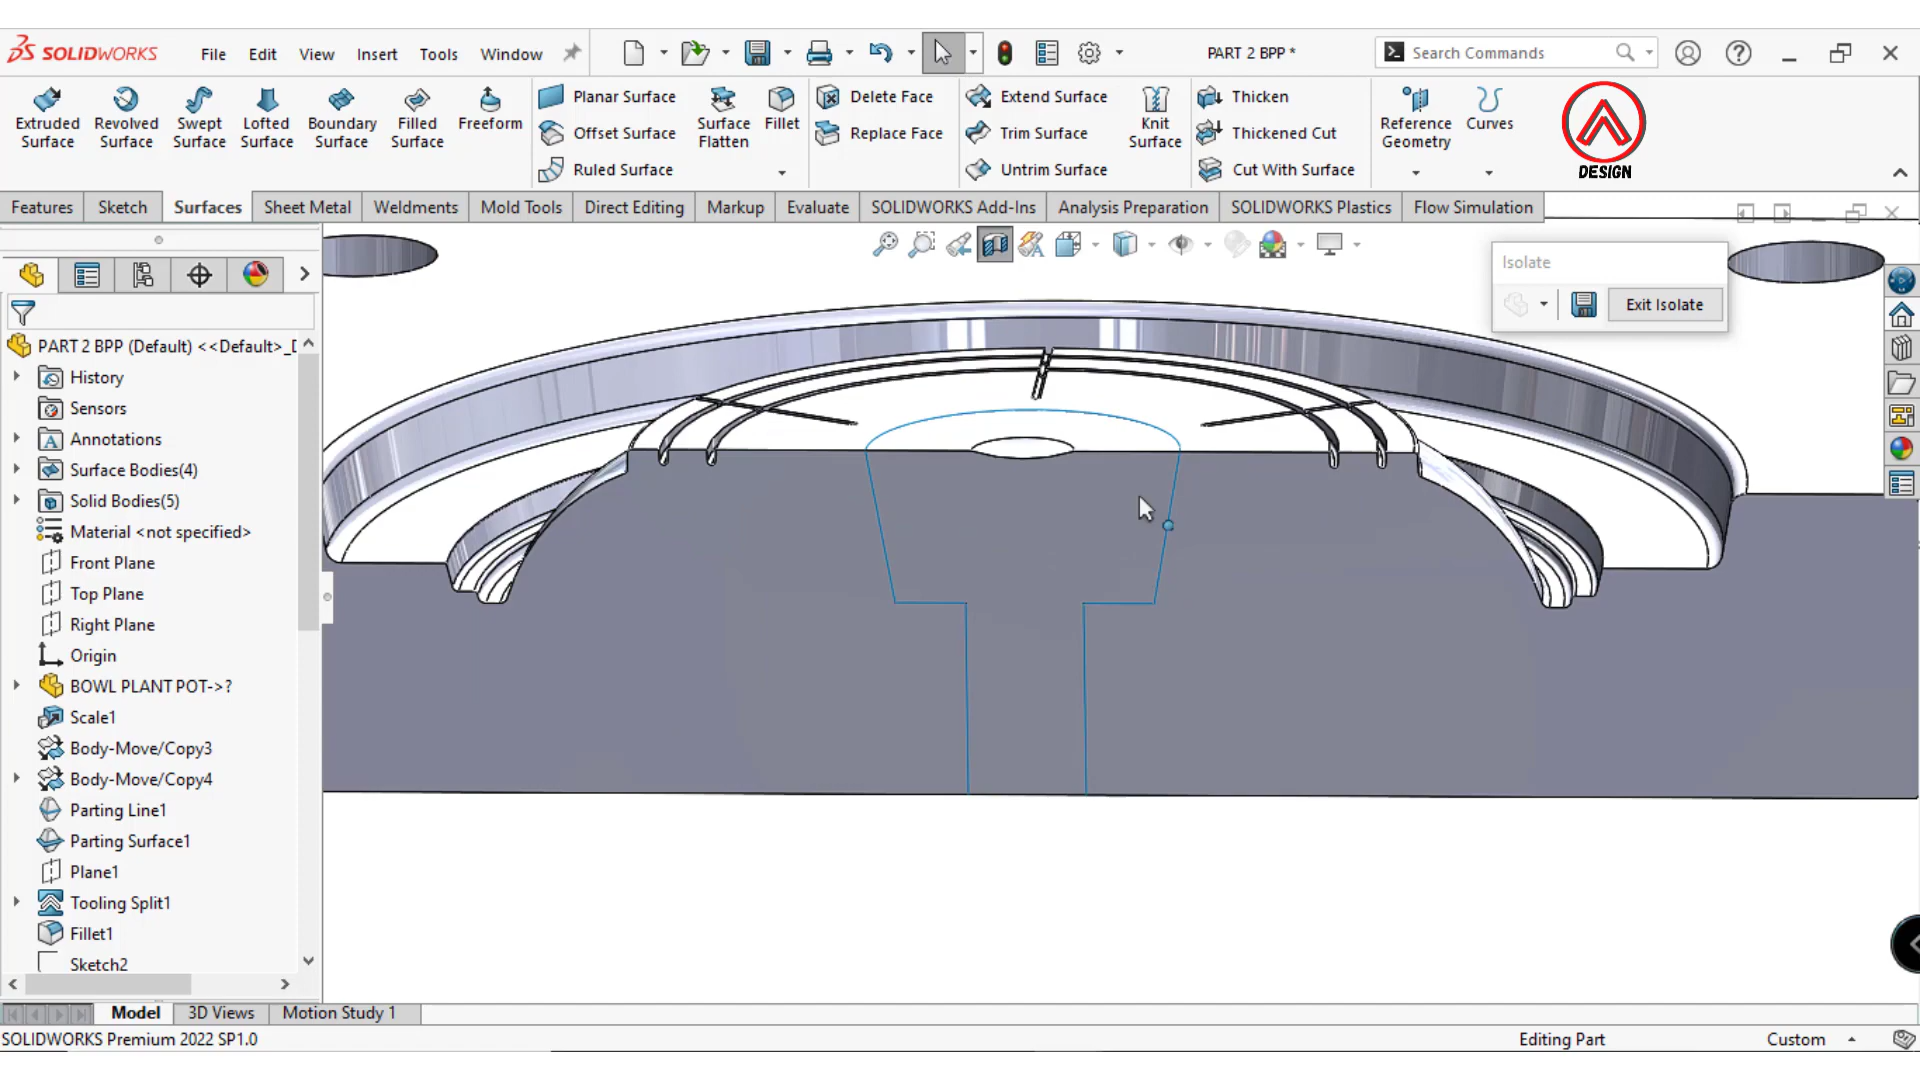 SOLIDWORKS File Edit View Insert Tools Window PART 2 BPP * Search Commands
Extruded Surface
Revolved Surface
Swept Surface
Lofted Surface
Boundary Surface
Filled Surface
Freeform
Planar Surface
Offset Surface
Ruled Surface
Surface Flatten
Fillet
Delete Face
Replace Face
Extend Surface
Trim Surface
Untrim Surface
Knit Surface
Thicken
Thickened Cut
Cut With Surface
Reference Geometry
Curves
DESIGN
Features Sketch Surfaces Sheet Metal Weldments Mold Tools Direct Editing Markup Evaluate SOLIDWORKS Add-Ins Analysis Preparation SOLIDWORKS Plastics Flow Simulation
Isolate
Exit Isolate
PART 2 BPP (Default) <<Default>_D
History
Sensors
Annotations
Surface Bodies(4)
Solid Bodies(5)
Material <not specified>
Front Plane
Top Plane
Right Plane
Origin
BOWL PLANT POT->?
Scale1
Body-Move/Copy3
Body-Move/Copy4
Parting Line1
Parting Surface1
Plane1
Tooling Split1
Fillet1
Sketch2
Model 3D Views Motion Study 1
SOLIDWORKS Premium 2022 SP1.0 Editing Part Custom